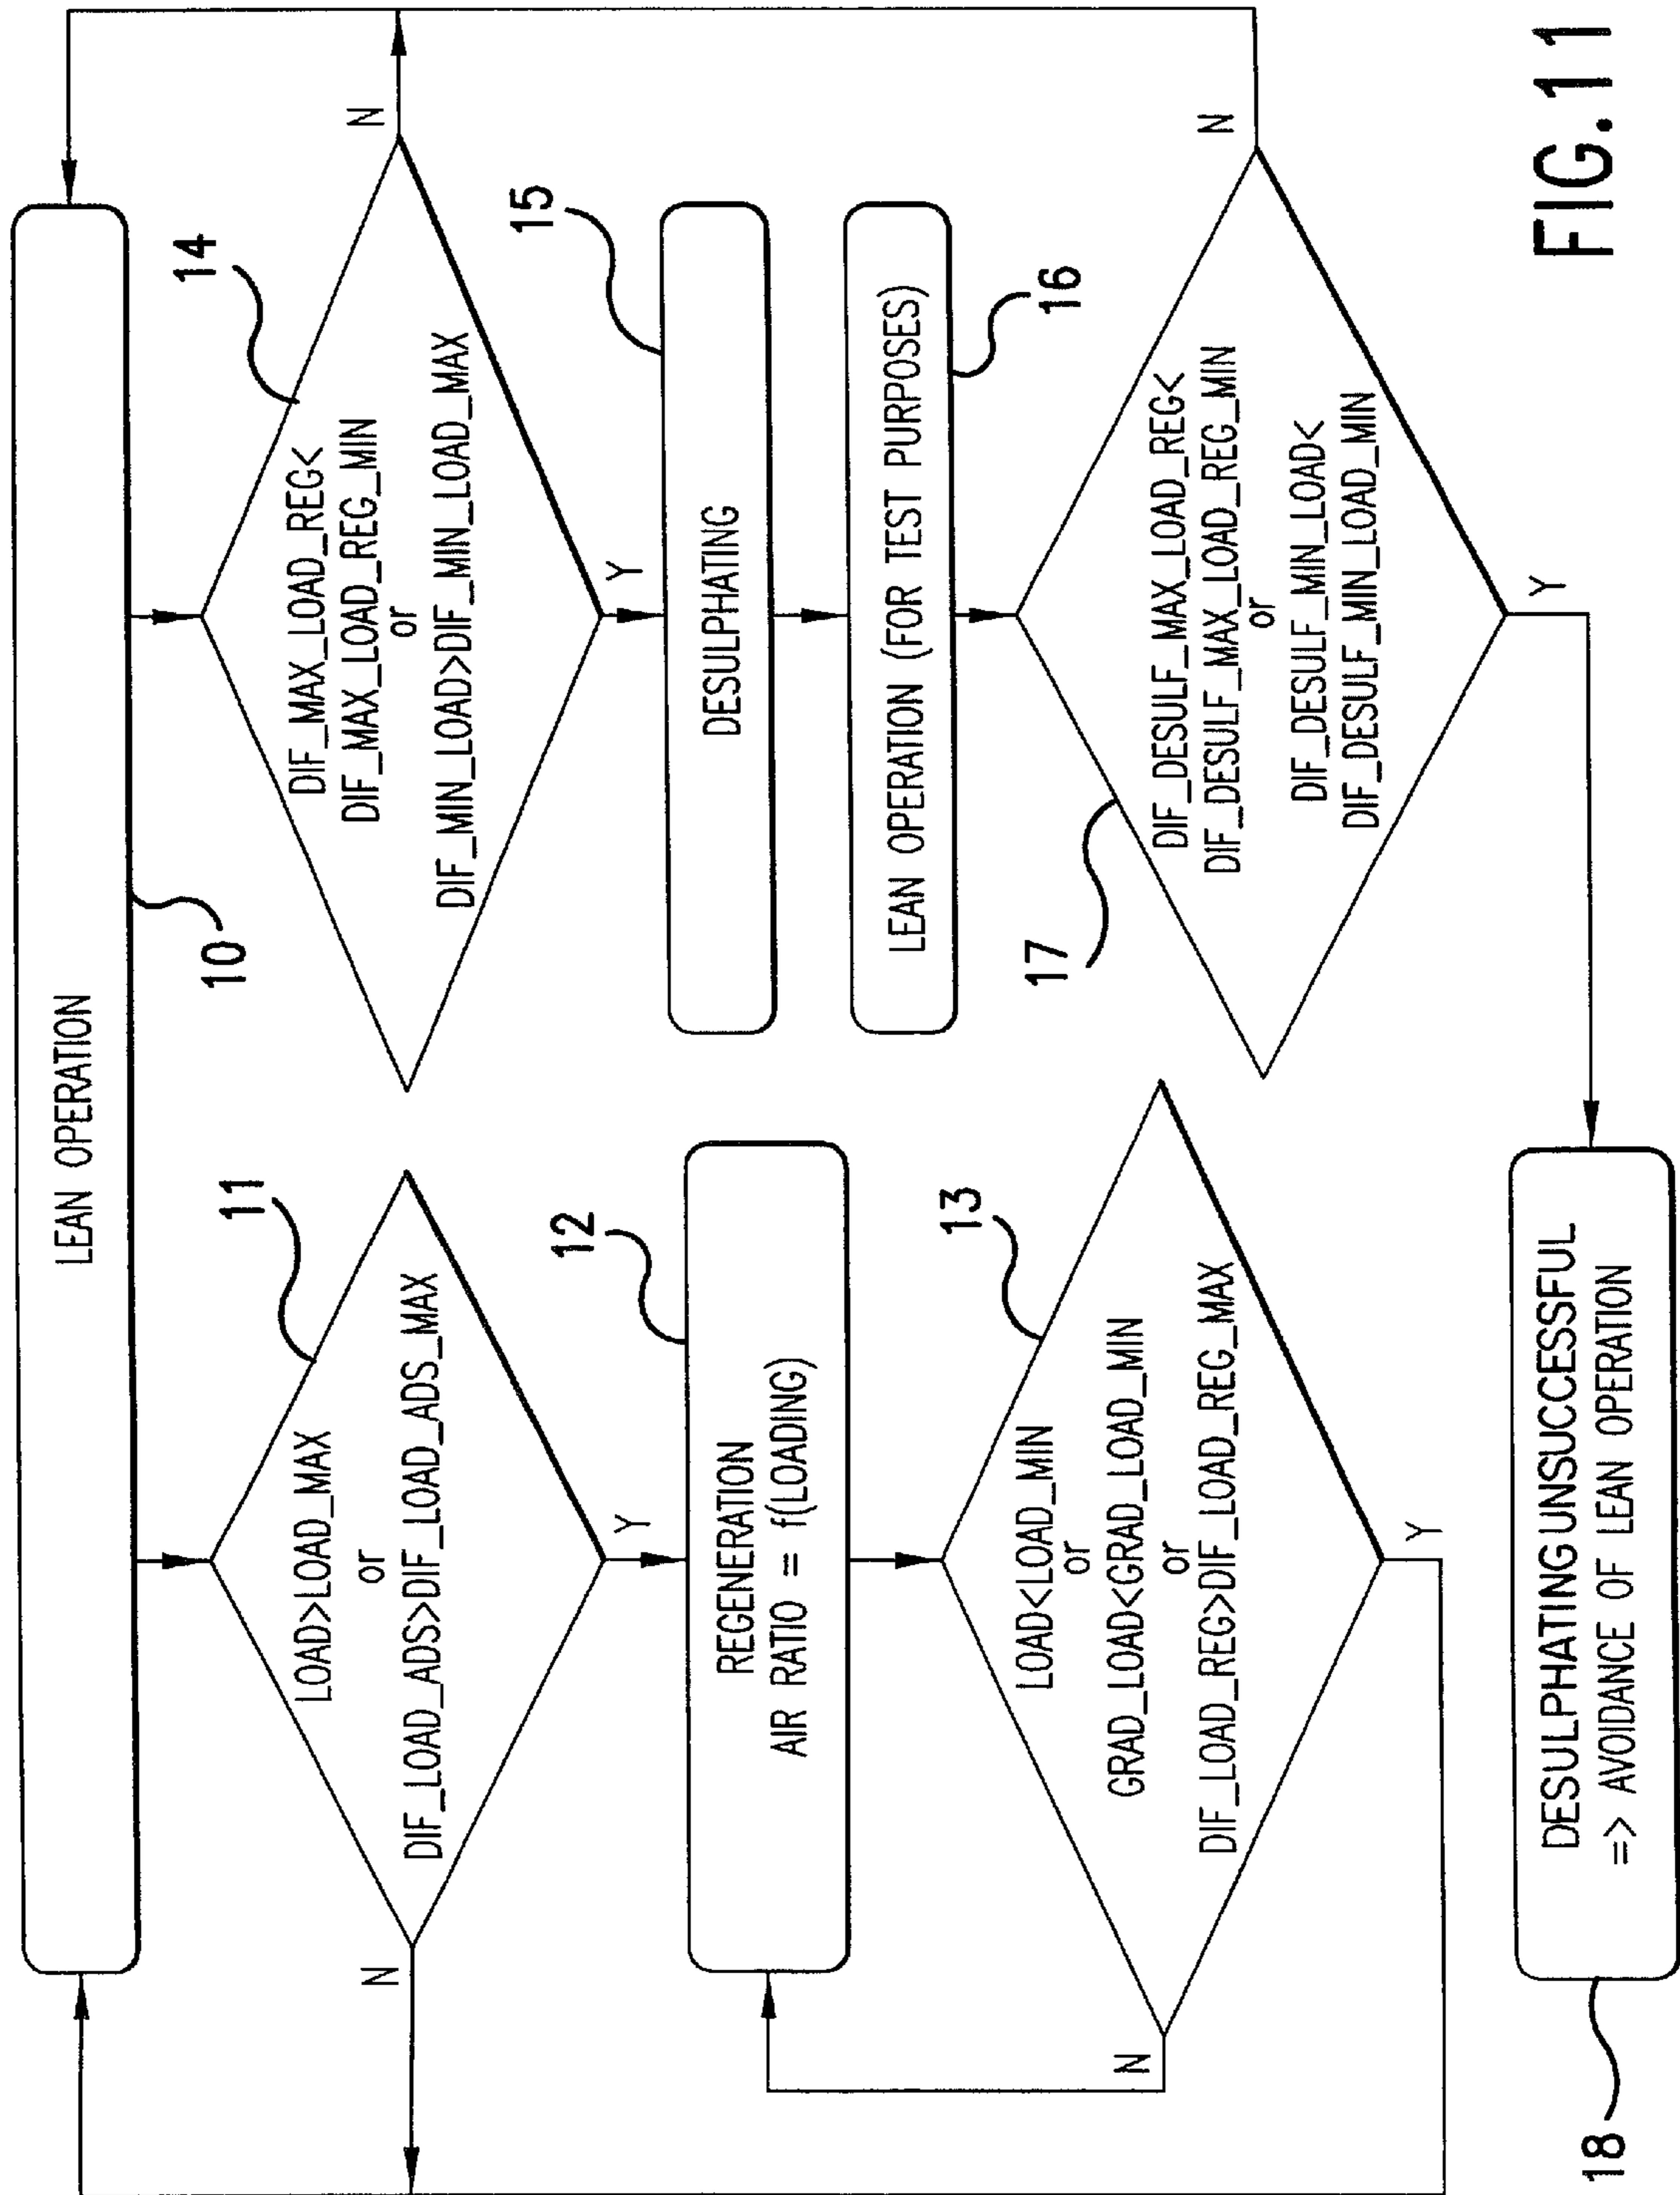 LEAN OPERATION
10
LOAD>LOAD_MAX
or
DIF_LOAD_ADS>DIF_LOAD_ADS_MAX
11
N
Y
REGENERATION
AIR RATIO = f(LOADING)
12
LOAD<LOAD_MIN
or
GRAD_LOAD<GRAD_LOAD_MIN
or
DIF_LOAD_REG>DIF_LOAD_REG_MAX
13
N
Y
DIF_MAX_LOAD_REG<
DIF_MAX_LOAD_REG_MIN
or
DIF_MIN_LOAD>DIF_MIN_LOAD_MAX
14
N
Y
DESULPHATING
15
LEAN OPERATION (FOR TEST PURPOSES)
16
DIF_DESULF_MAX_LOAD_REG<
DIF_DESULF_MAX_LOAD_REG_MIN
or
DIF_DESULF_MIN_LOAD<
DIF_DESULF_MIN_LOAD_MIN
17
N
Y
DESULPHATING UNSUCCESSFUL
=> AVOIDANCE OF LEAN OPERATION
18
FIG.11